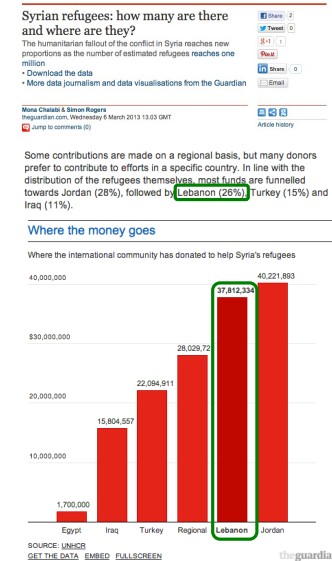 Syrian refugees: how many are there
and where are they?
The humanitarian fallout of the conflict in Syria reaches new
proportions as the number of estimated refugees reaches one
million
• Download the data
• More data journalism and data visualisations from the Guardian
Share 2
Tweet 0
+1 1
Pin it
in Share 0
Email
Mona Chalabi & Simon Rogers
theguardian.com, Wednesday 6 March 2013 13.03 GMT
Jump to comments (0)
Article history
Some contributions are made on a regional basis, but many donors
prefer to contribute to efforts in a specific country. In line with the
distribution of the refugees themselves, most funds are funnelled
towards Jordan (28%), followed by Lebanon (26%), Turkey (15%) and
Iraq (11%).
Where the money goes
Where the international community has donated to help Syria's refugees
40,000,000
$30,000,000
20,000,000
10,000,000
1,700,000
15,804,557
22,094,911
28,029,72
37,812,334
40,221,893
Egypt Iraq Turkey Regional Lebanon Jordan
SOURCE: UNHCR
GET THE DATA EMBED FULLSCREEN
theguardia